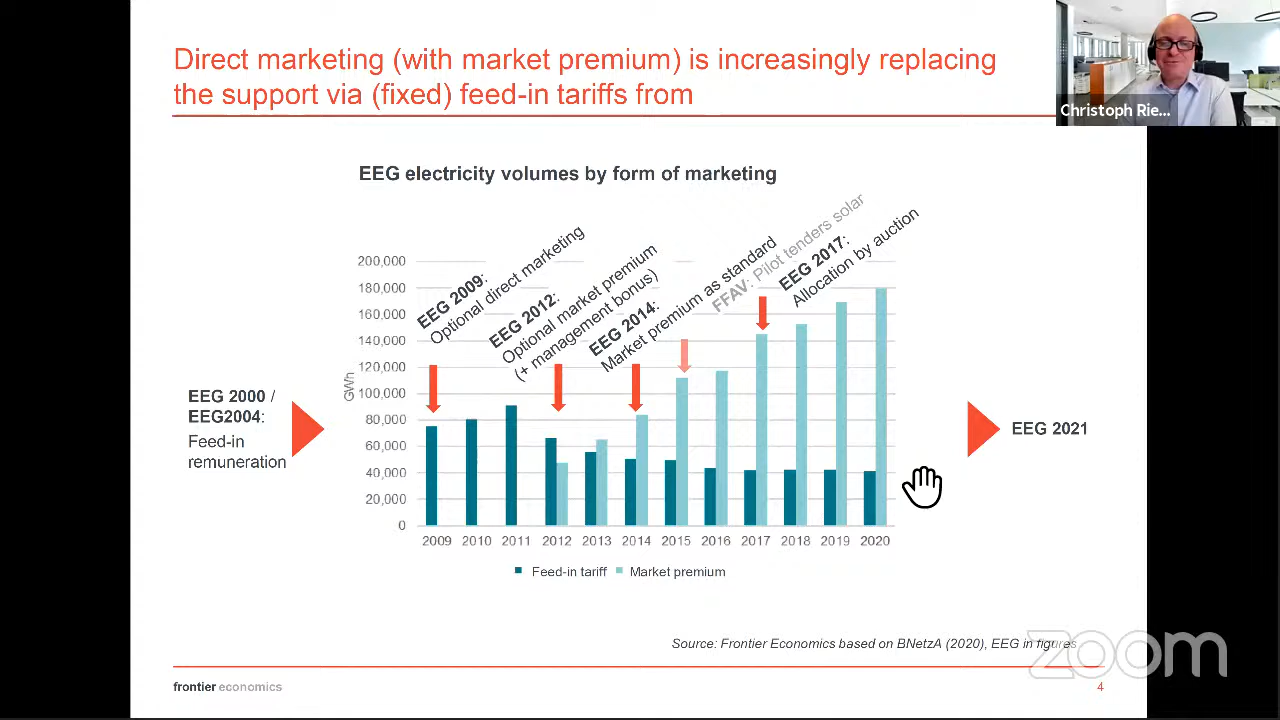 Direct marketing (with market premium) is increasingly replacing
the support via (fixed) feed-in tariffs from
Christoph Rie...
EEG electricity volumes by form of marketing
EEG 2009:
Optional direct marketing
EEG 2012:
Optional market premium
(+ management bonus)
EEG 2014:
Market premium as standard
FFAV: Pilot tenders solar
EEG 2017:
Allocation by auction
200,000
180,000
160,000
140,000
120,000
100,000
80,000
60,000
40,000
20,000
0
GWh
EEG 2000 /
EEG2004:
Feed-in
remuneration
EEG 2021
2009 2010 2011 2012 2013 2014 2015 2016 2017 2018 2019 2020
Feed-in tariff Market premium
Source: Frontier Economics based on BNetzA (2020), EEG in figures
zoom
frontier economics
4